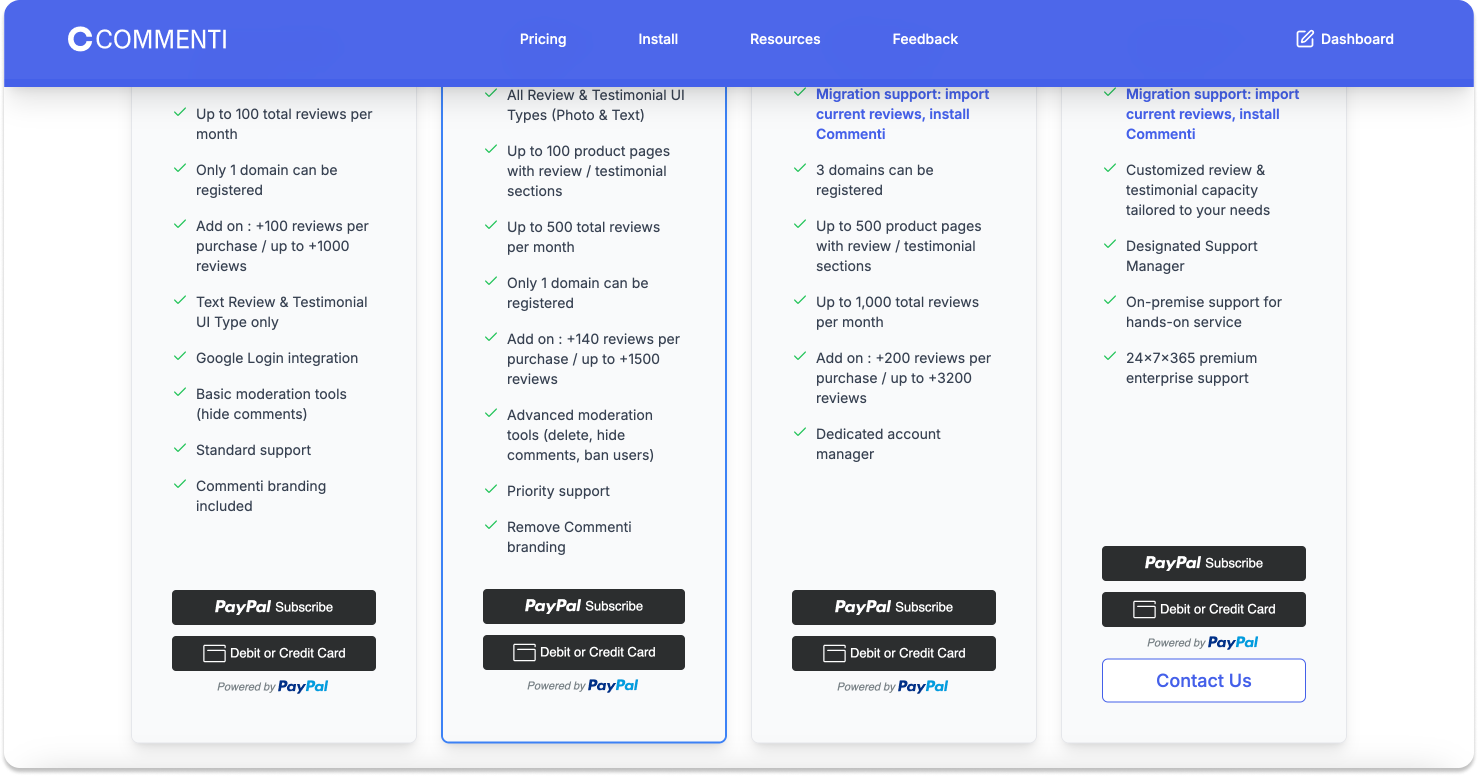 COMMENTI
Pricing
Install
Resources
Feedback
Dashboard
Up to 100 total reviews per
month
Only 1 domain can be
registered
Add on : +100 reviews per
purchase / up to +1000
reviews
Text Review & Testimonial
UI Type only
Google Login integration
Basic moderation tools
(hide comments)
Standard support
Commenti branding
included
PayPal Subscribe
Debit or Credit Card
Powered by PayPal
All Review & Testimonial UI
Types (Photo & Text)
Up to 100 product pages
with review / testimonial
sections
Up to 500 total reviews
per month
Only 1 domain can be
registered
Add on : +140 reviews per
purchase / up to +1500
reviews
Advanced moderation
tools (delete, hide
comments, ban users)
Priority support
Remove Commenti
branding
PayPal Subscribe
Debit or Credit Card
Powered by PayPal
Migration support: import
current reviews, install
Commenti
3 domains can be
registered
Up to 500 product pages
with review / testimonial
sections
Up to 1,000 total reviews
per month
Add on : +200 reviews per
purchase / up to +3200
reviews
Dedicated account
manager
PayPal Subscribe
Debit or Credit Card
Powered by PayPal
Migration support: import
current reviews, install
Commenti
Customized review &
testimonial capacity
tailored to your needs
Designated Support
Manager
On-premise support for
hands-on service
24×7×365 premium
enterprise support
PayPal Subscribe
Debit or Credit Card
Powered by PayPal
Contact Us